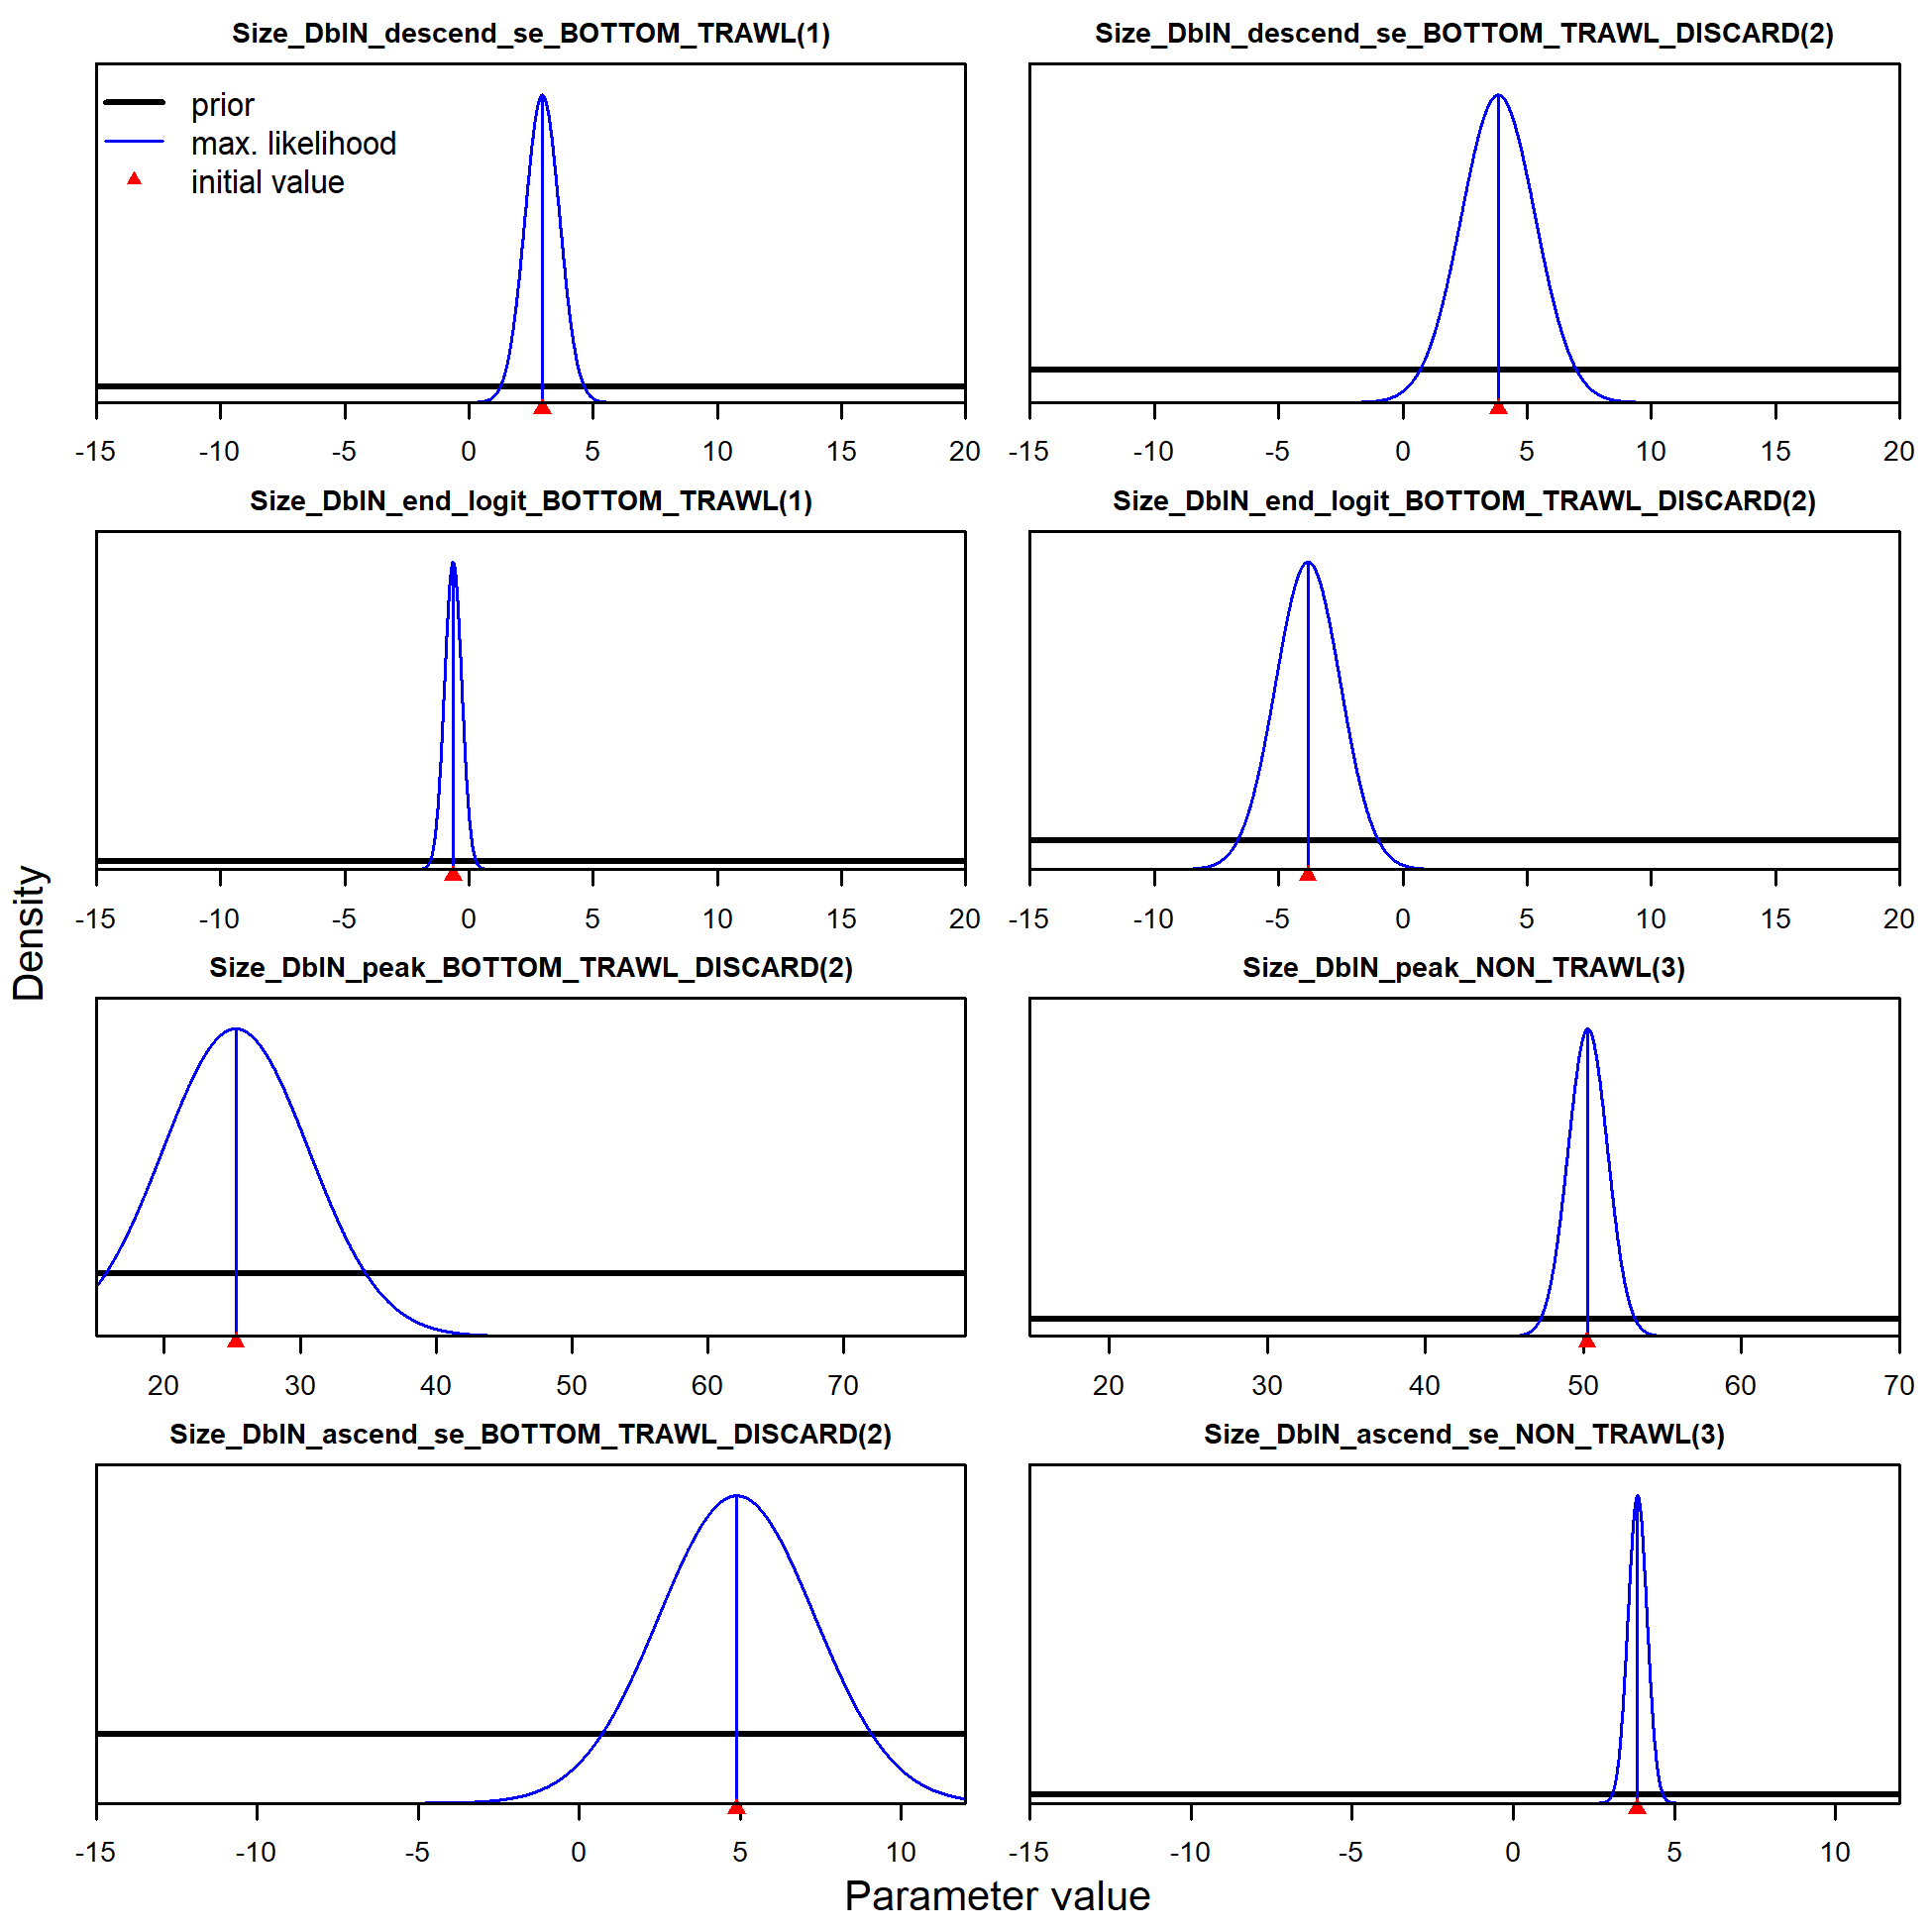 Size_DblN_descend_se_BOTTOM_TRAWL(1)
Size_DblN_descend_se_BOTTOM_TRAWL_DISCARD(2)
prior
max. likelihood
initial value
-15 -10 -5 0 5 10 15 20
-15 -10 -5 0 5 10 15 20
Size_DblN_end_logit_BOTTOM_TRAWL(1)
Size_DblN_end_logit_BOTTOM_TRAWL_DISCARD(2)
-15 -10 -5 0 5 10 15 20
-15 -10 -5 0 5 10 15 20
Density
Size_DblN_peak_BOTTOM_TRAWL_DISCARD(2)
Size_DblN_peak_NON_TRAWL(3)
20 30 40 50 60 70
20 30 40 50 60 70
Size_DblN_ascend_se_BOTTOM_TRAWL_DISCARD(2)
Size_DblN_ascend_se_NON_TRAWL(3)
-15 -10 -5 0 5 10
-15 -10 -5 0 5 10
Parameter value